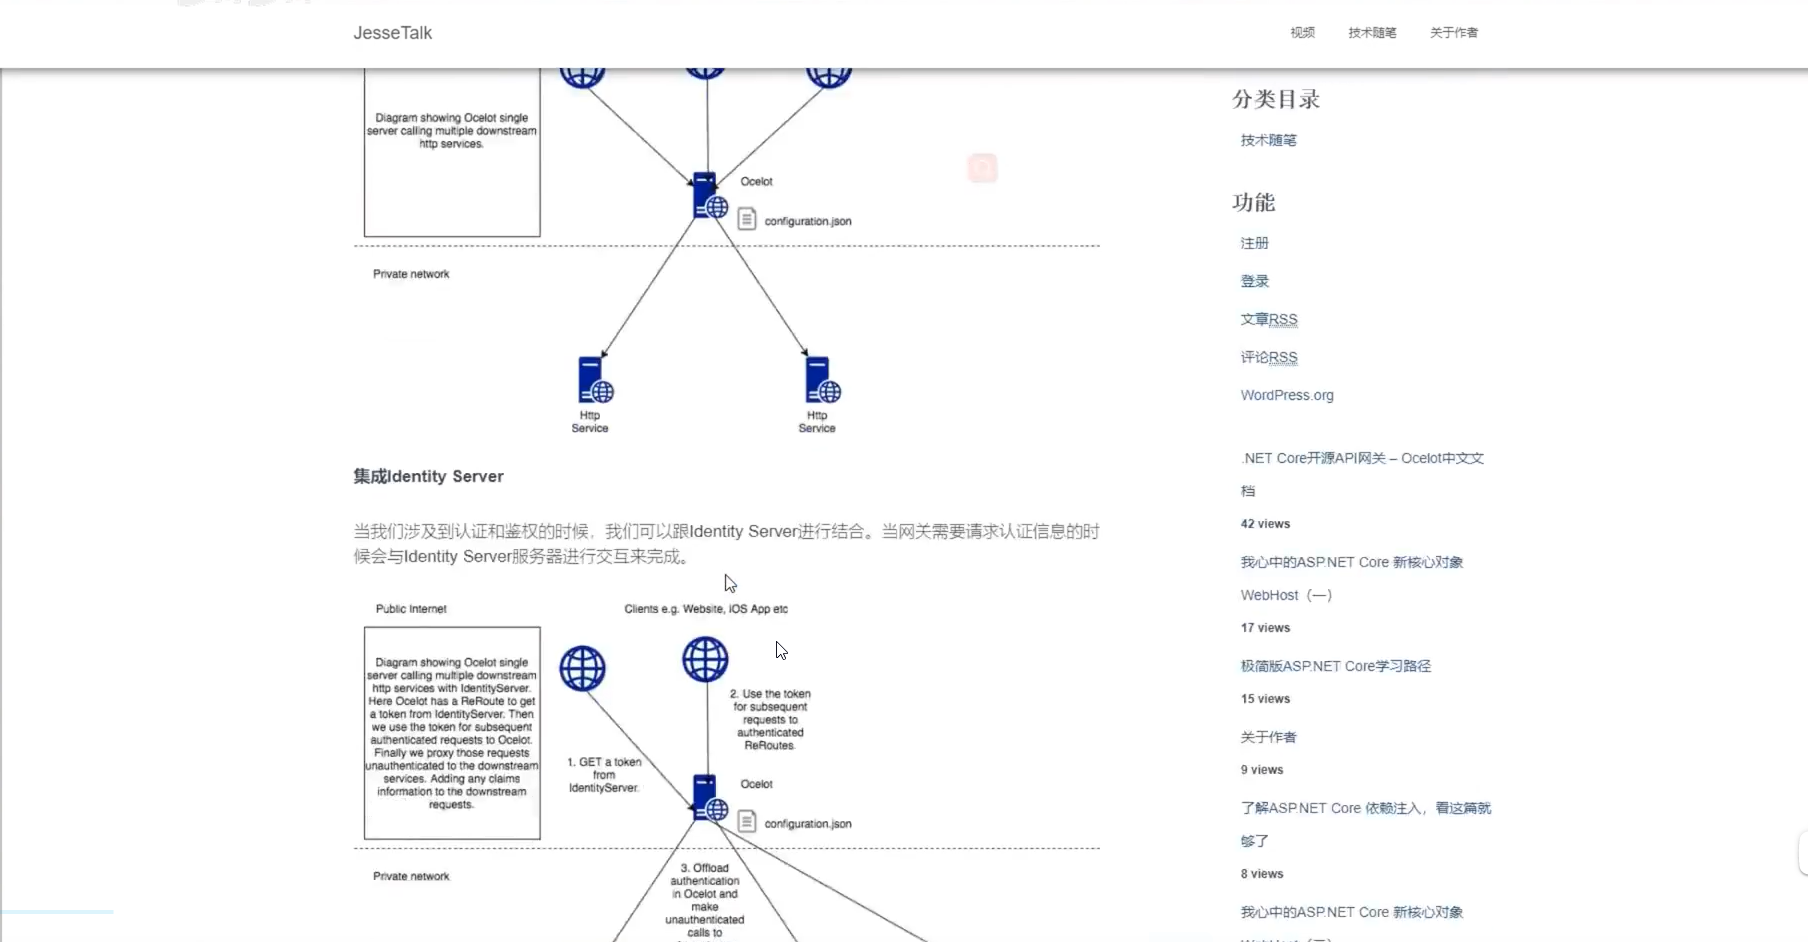 JesseTalk
视频
技术随笔
关于作者
Diagram showing Ocelot single
server calling multiple downstream
http services.
Ocelot
configuration.json
Private network
Http
Service
Http
Service
集成Identity Server
当我们涉及到认证和鉴权的时候，我们可以跟Identity Server进行结合。当网关需要请求认证信息的时
候会与Identity Server服务器进行交互来完成。
Public Internet
Clients e.g. Website, iOS App etc
Diagram showing Ocelot single
server calling multiple downstream
http services with IdentityServer.
Here Ocelot has a ReRoute to get
a token from IdentityServer. Then
we use the token for subsequent
authenticated requests to Ocelot.
Finally we proxy those requests
unauthenticated to the downstream
services. Adding any claims
information to the downstream
requests.
1. GET a token
from
IdentityServer.
2. Use the token
for subsequent
requests to
authenticated
ReRoutes.
Ocelot
configuration.json
Private network
3. Offload
authentication
in Ocelot and
make
unauthenticated
calls to
分类目录
技术随笔
功能
注册
登录
文章RSS
评论RSS
WordPress.org
.NET Core开源API网关 – Ocelot中文文
档
42 views
我心中的ASP.NET Core 新核心对象
WebHost（一）
17 views
极简版ASP.NET Core学习路径
15 views
关于作者
9 views
了解ASP.NET Core 依赖注入，看这篇就
够了
8 views
我心中的ASP.NET Core 新核心对象